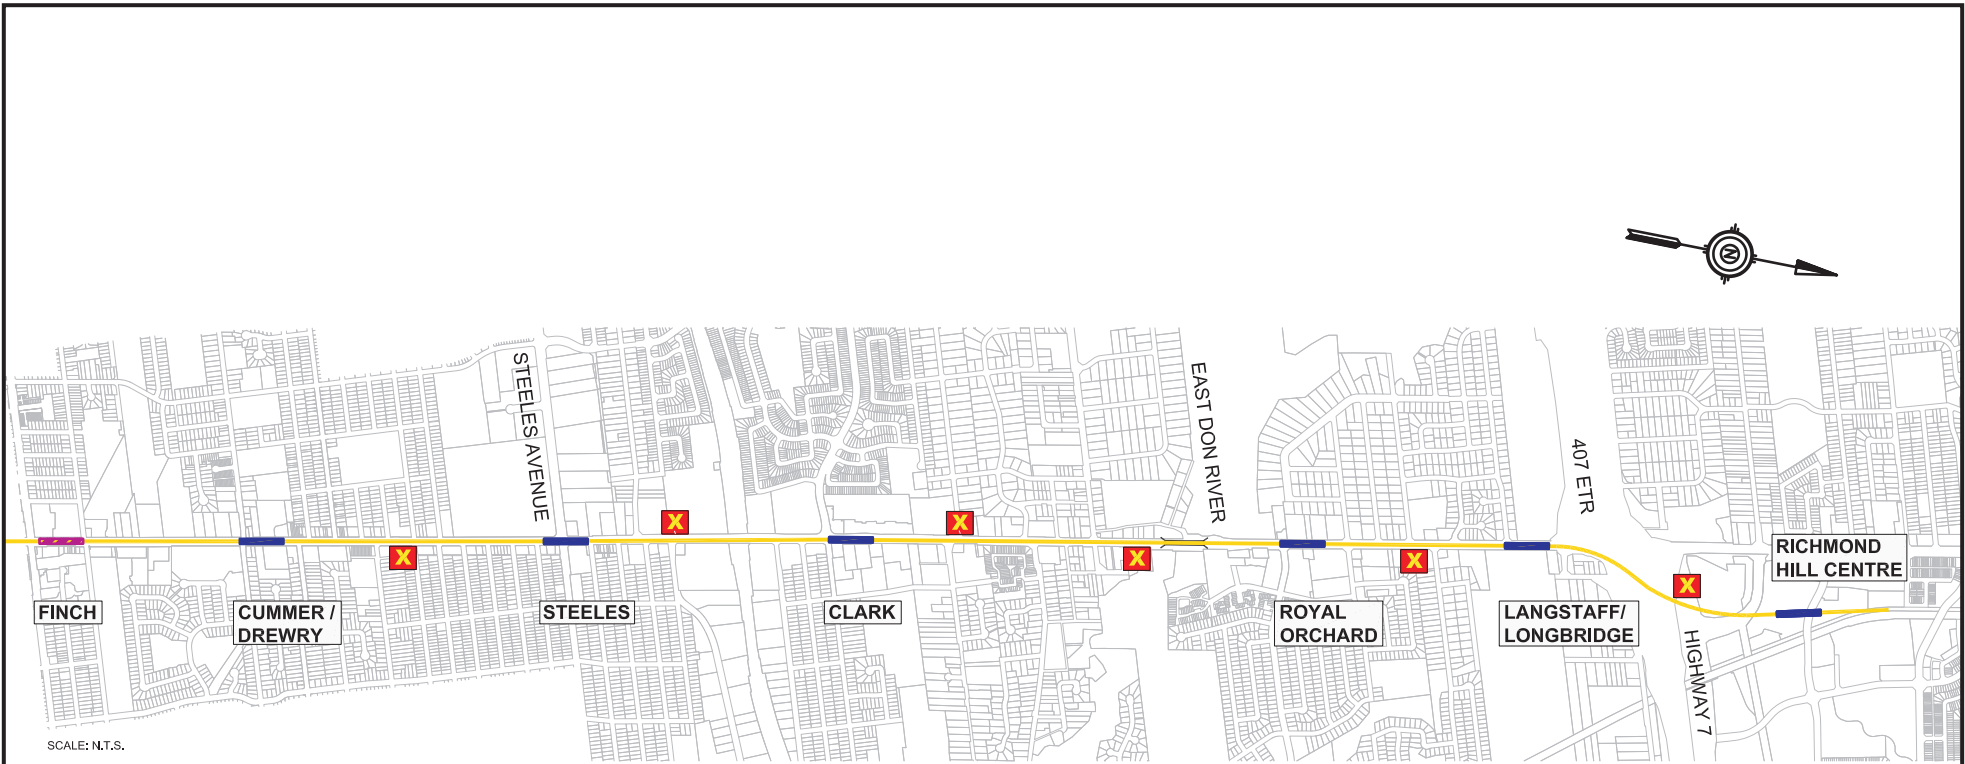 N
STEELES AVENUE
EAST DON RIVER
407 ETR
X
X
X
X
X
X
RICHMOND
HILL CENTRE
FINCH
CUMMER /
DREWRY
STEELES
CLARK
ROYAL
ORCHARD
LANGSTAFF/
LONGBRIDGE
HIGHWAY 7
SCALE: N.T.S.